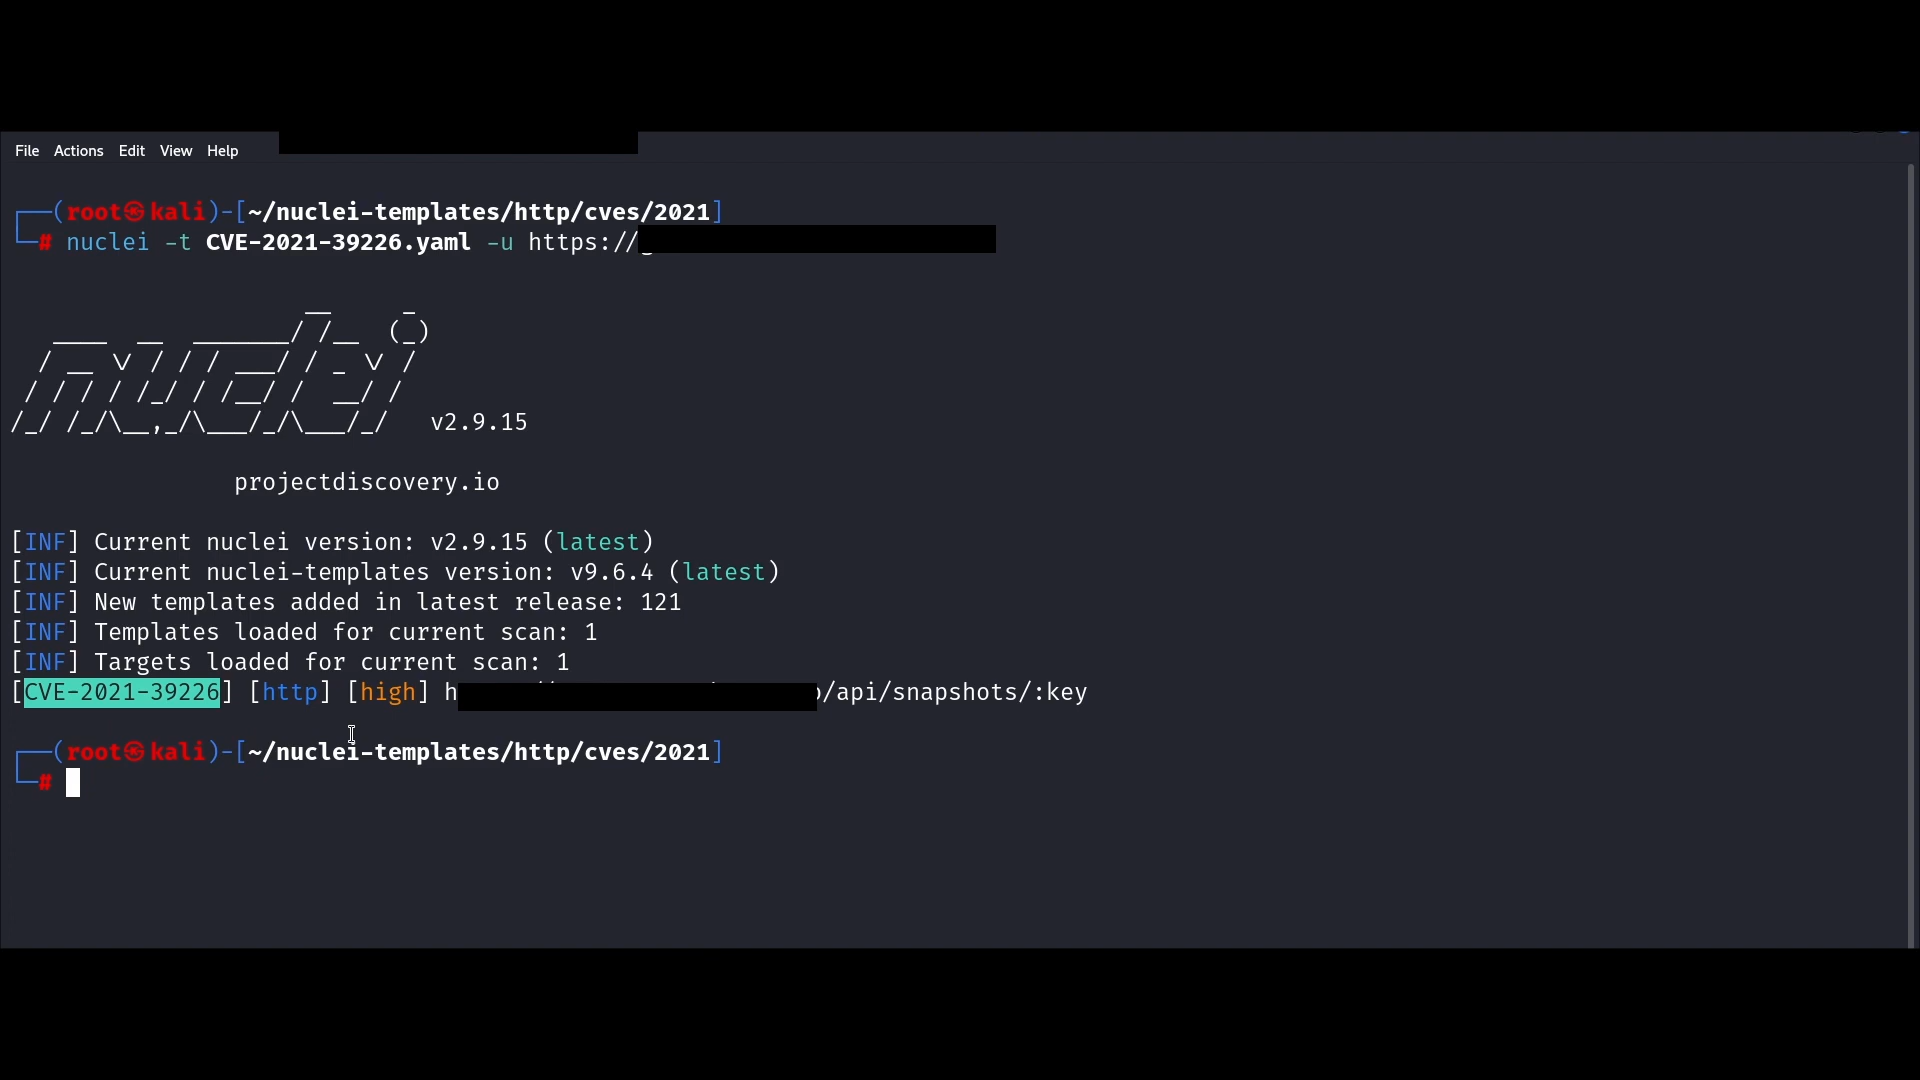 File Actions Edit View Help
┌──(root㉿kali)-[~/nuclei-templates/http/cves/2021]
└─# nuclei -t CVE-2021-39226.yaml -u https://
v2.9.15
projectdiscovery.io
[INF] Current nuclei version: v2.9.15 (latest)
[INF] Current nuclei-templates version: v9.6.4 (latest)
[INF] New templates added in latest release: 121
[INF] Templates loaded for current scan: 1
[INF] Targets loaded for current scan: 1
[CVE-2021-39226] [http] [high] h /api/snapshots/:key
┌──(root㉿kali)-[~/nuclei-templates/http/cves/2021]
└─#